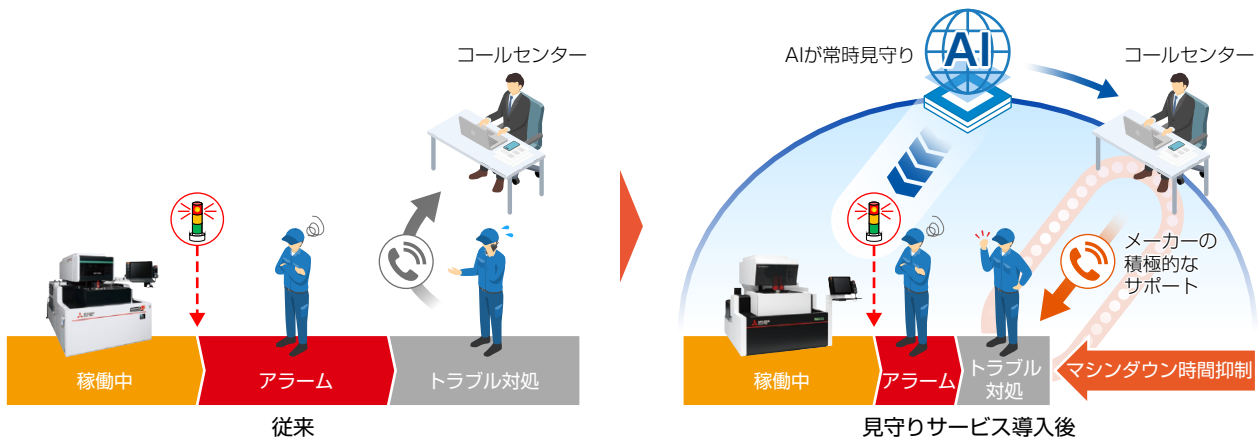 コールセンター
稼働中
アラーム
トラブル対処
従来
AIが常時見守り
AI
コールセンター
メーカーの
積極的な
サポート
稼働中
アラーム
トラブル
対処
マシンダウン時間抑制
見守りサービス導入後